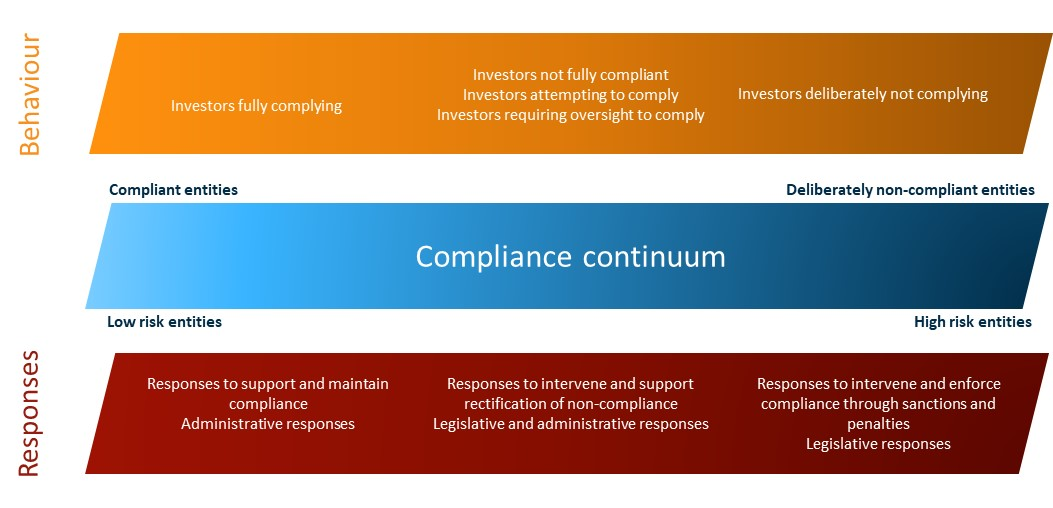 Behaviour
Investors fully complying
Investors not fully compliant
Investors attempting to comply
Investors requiring oversight to comply
Investors deliberately not complying
Compliant entities
Deliberately non-compliant entities
Compliance continuum
Low risk entities
High risk entities
Responses
Responses to support and maintain
compliance
Administrative responses
Responses to intervene and support
rectification of non-compliance
Legislative and administrative responses
Responses to intervene and enforce
compliance through sanctions and
penalties
Legislative responses